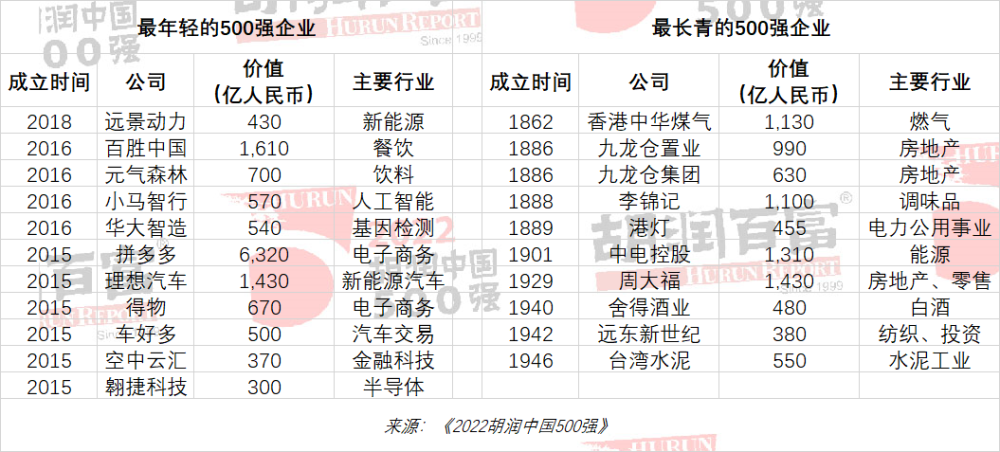 最年轻的500强企业 最长青的500强企业
成立时间 公司 价值(亿人民币) 主要行业 成立时间 公司 价值(亿人民币) 主要行业
2018 远景动力 430 新能源 1862 香港中华煤气 1,130 燃气
2016 百胜中国 1,610 餐饮 1886 九龙仓置业 990 房地产
2016 元气森林 700 饮料 1886 九龙仓集团 630 房地产
2016 小马智行 570 人工智能 1888 李锦记 1,100 调味品
2016 华大智造 540 基因检测 1889 港灯 455 电力公用事业
2015 拼多多 6,320 电子商务 1901 中电控股 1,310 能源
2015 理想汽车 1,430 新能源汽车 1929 周大福 1,430 房地产、零售
2015 得物 670 电子商务 1940 舍得酒业 480 白酒
2015 车好多 500 汽车交易 1942 远东新世纪 380 纺织、投资
2015 空中云汇 370 金融科技 1946 台湾水泥 550 水泥工业
2015 翱捷科技 300 半导体
来源：《2022胡润中国500强》
胡润百富
HURUN REPORT
Since 1999
2022
胡润中国
500强